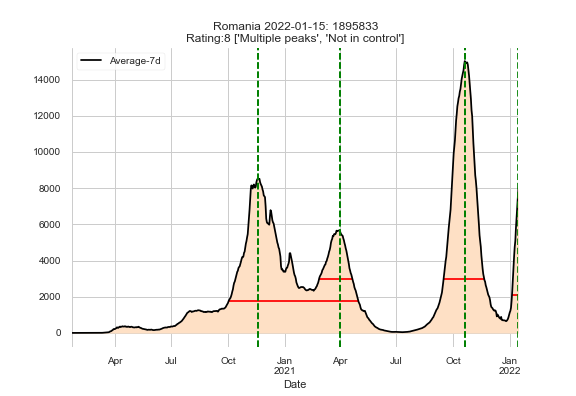 Romania 2022-01-15: 1895833
Rating:8 ['Multiple peaks', 'Not in control']
Average-7d
14000
12000
10000
8000
6000
4000
2000
0
Apr Jul Oct Jan Apr Jul Oct Jan
2021 2022
Date